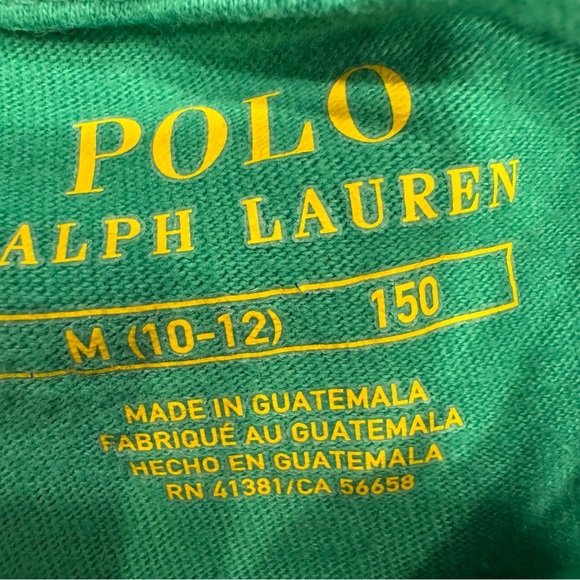 POLO
ALPH LAUREN
M (10-12) 150
MADE IN GUATEMALA
FABRIQUÉ AU GUATEMALA
HECHO EN GUATEMALA
RN 41381/CA 56658